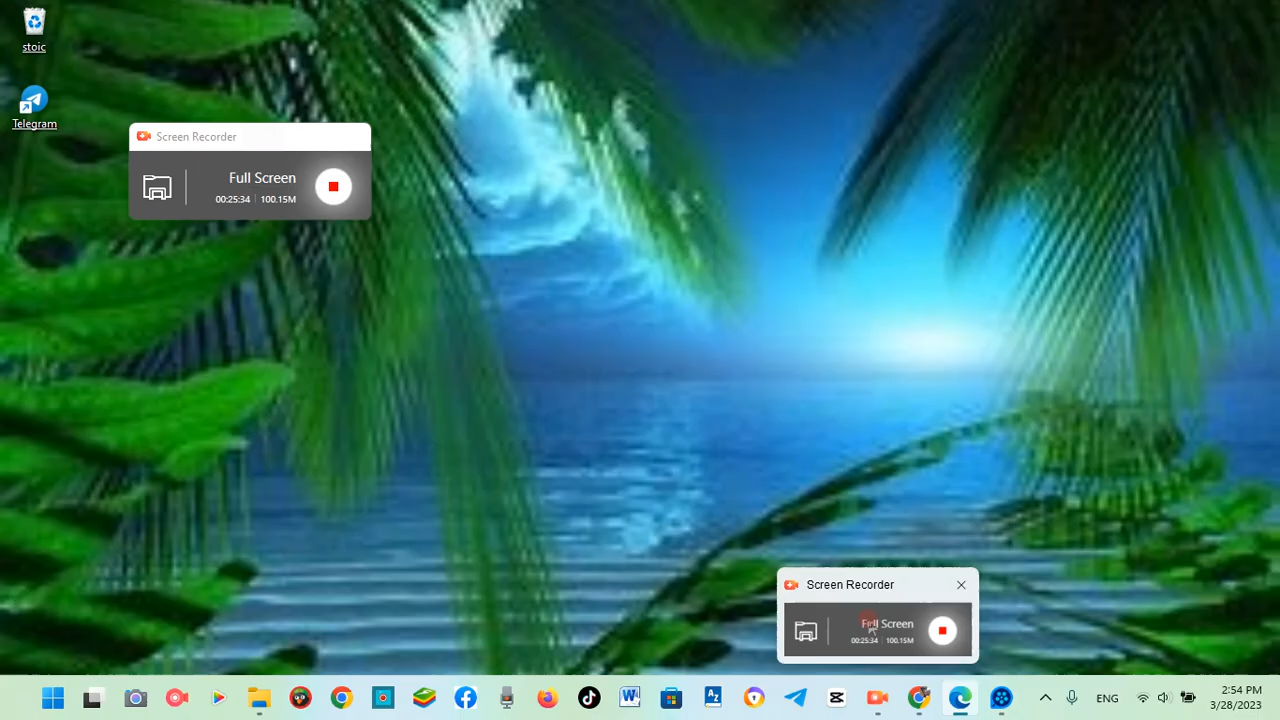 stoic
Telegram
Screen Recorder
Full Screen
00:25:34 100.15M
Screen Recorder
Full Screen
00:25:34 100.15M
ENG
2:54 PM
3/28/2023